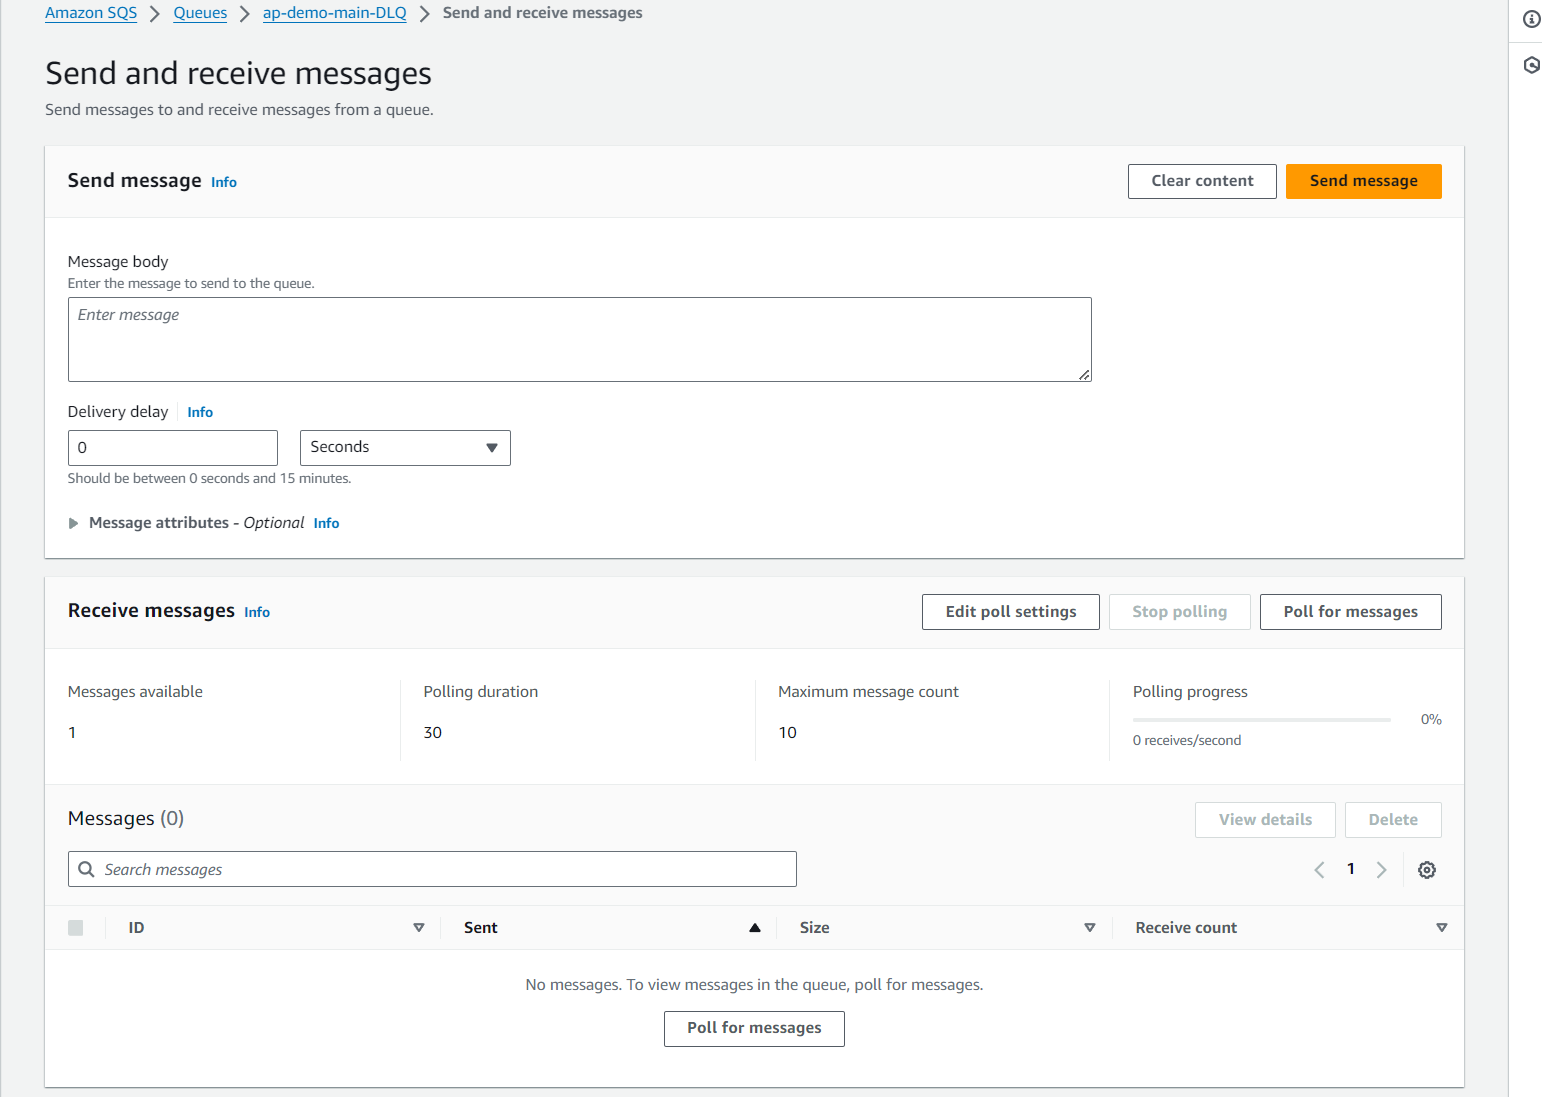 Amazon SQS > Queues > ap-demo-main-DLQ > Send and receive messages
Send and receive messages
Send messages to and receive messages from a queue.
Send message Info
Clear content
Send message
Message body
Enter the message to send to the queue.
Enter message
Delivery delay Info
0
Seconds
Should be between 0 seconds and 15 minutes.
Message attributes - Optional Info
Receive messages Info
Edit poll settings
Stop polling
Poll for messages
Messages available
1
Polling duration
30
Maximum message count
10
Polling progress
0%
0 receives/second
Messages (0)
View details
Delete
Search messages
1
ID
Sent
Size
Receive count
No messages. To view messages in the queue, poll for messages.
Poll for messages